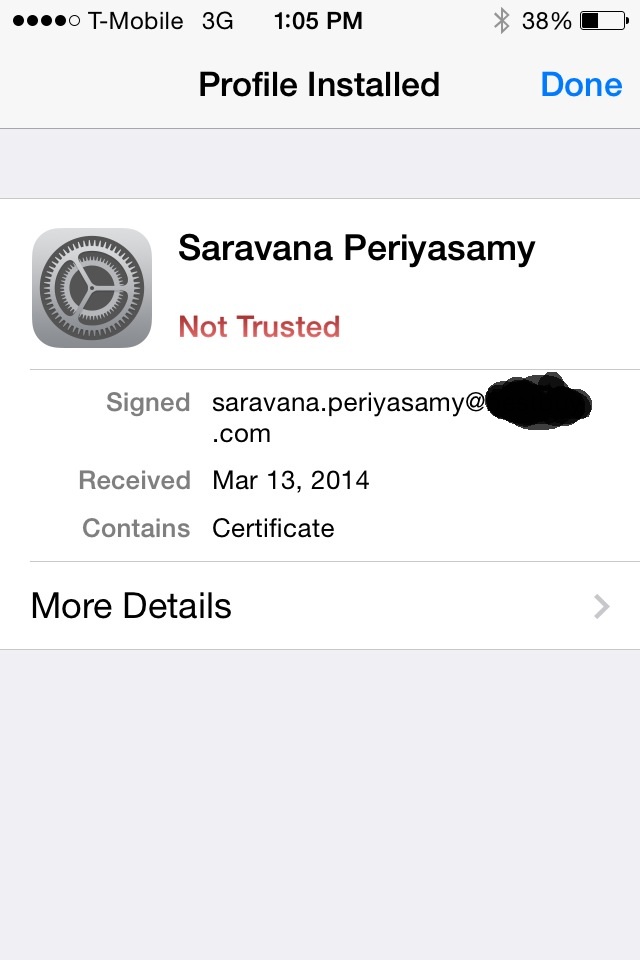 T-Mobile 3G 1:05 PM 38%
Profile Installed Done
Saravana Periyasamy
Not Trusted
Signed saravana.periyasamy@
.com
Received Mar 13, 2014
Contains Certificate
More Details